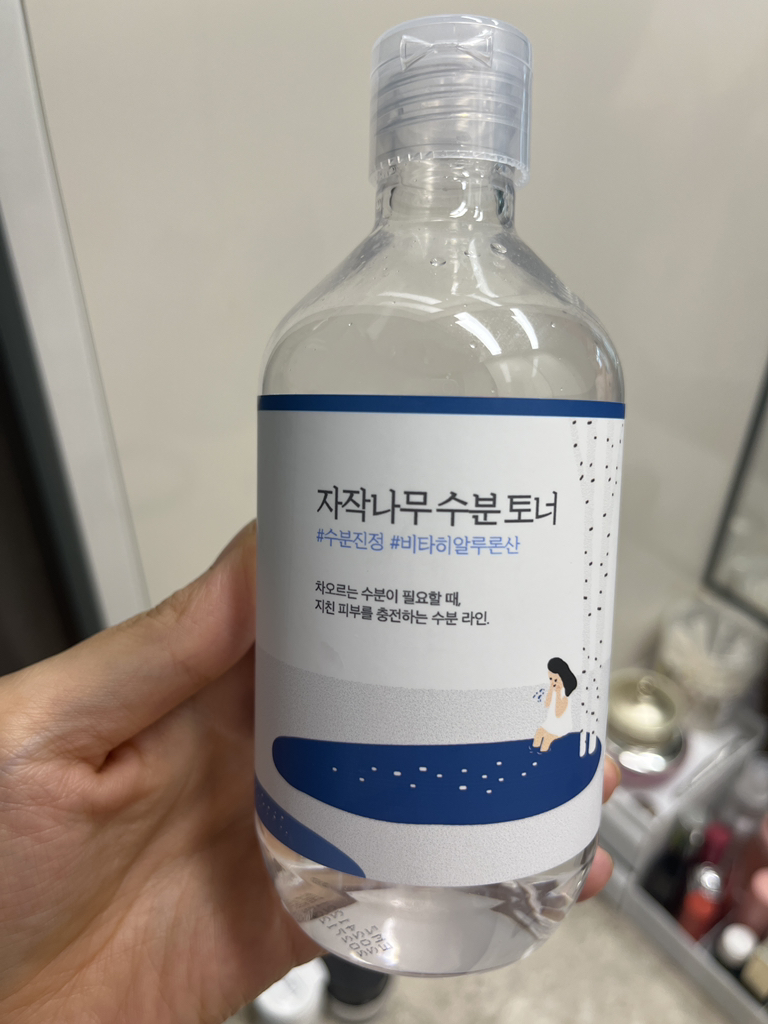 자작나무 수분 토너
#수분진정 #비타히알루론산
차오르는 수분이 필요할 때,
지친 피부를 충전하는 수분 라인.